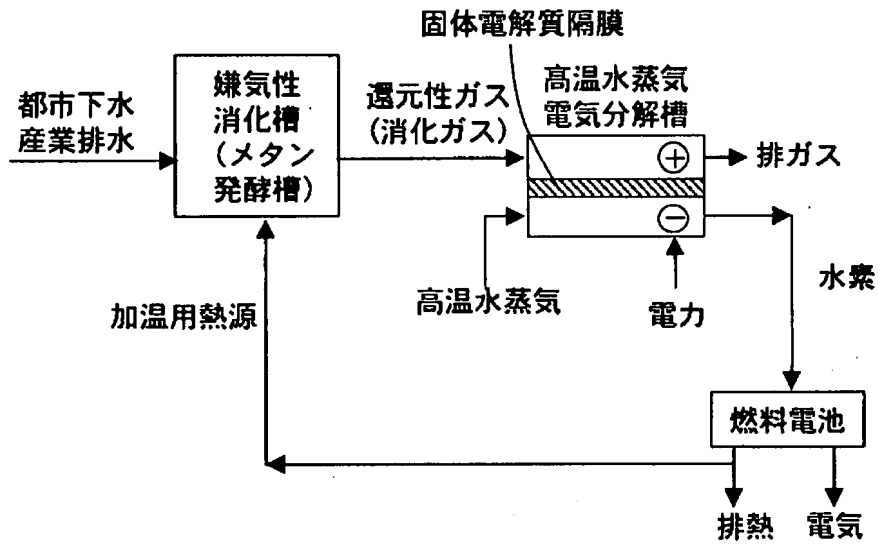 固体電解質隔膜
都市下水
産業排水
嫌気性
消化槽
(メタン
発酵槽)
還元性ガス
(消化ガス)
高温水蒸気
電気分解槽
+
排ガス
−
高温水蒸気
電力
水素
加温用熱源
燃料電池
排熱
電気